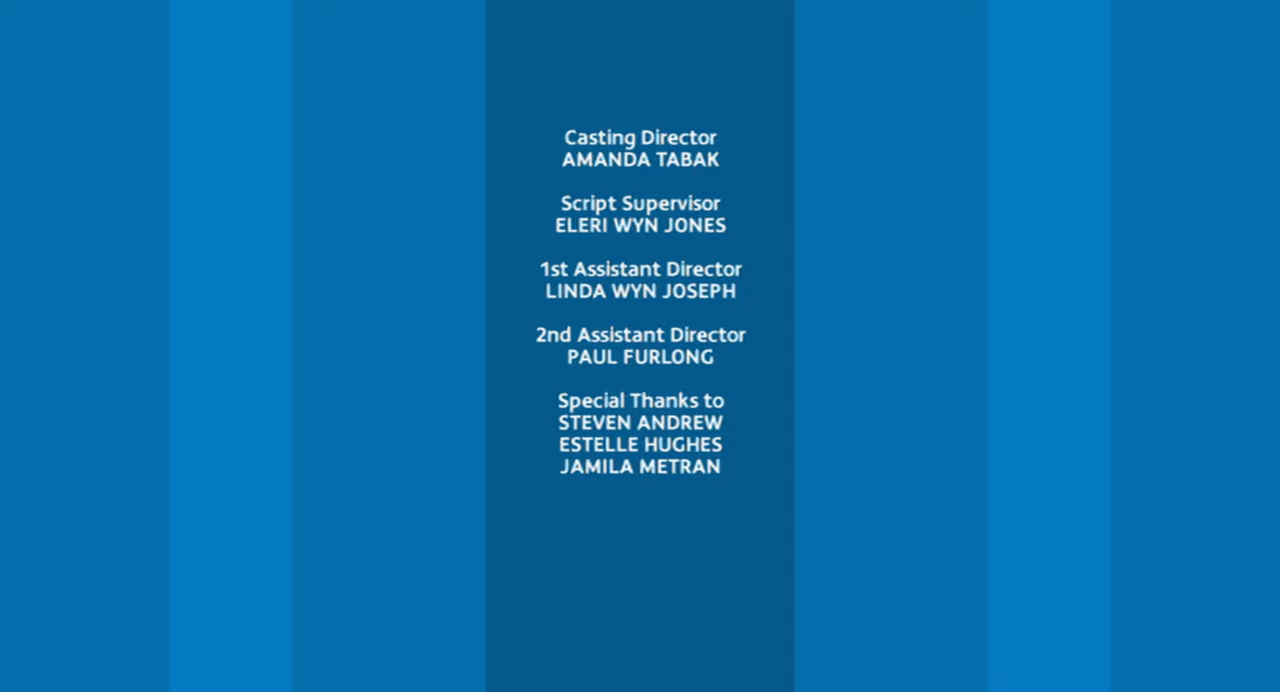 Casting Director
AMANDA TABAK
Script Supervisor
ELERI WYN JONES
1st Assistant Director
LINDA WYN JOSEPH
2nd Assistant Director
PAUL FURLONG
Special Thanks to
STEVEN ANDREW
ESTELLE HUGHES
JAMILA METRAN